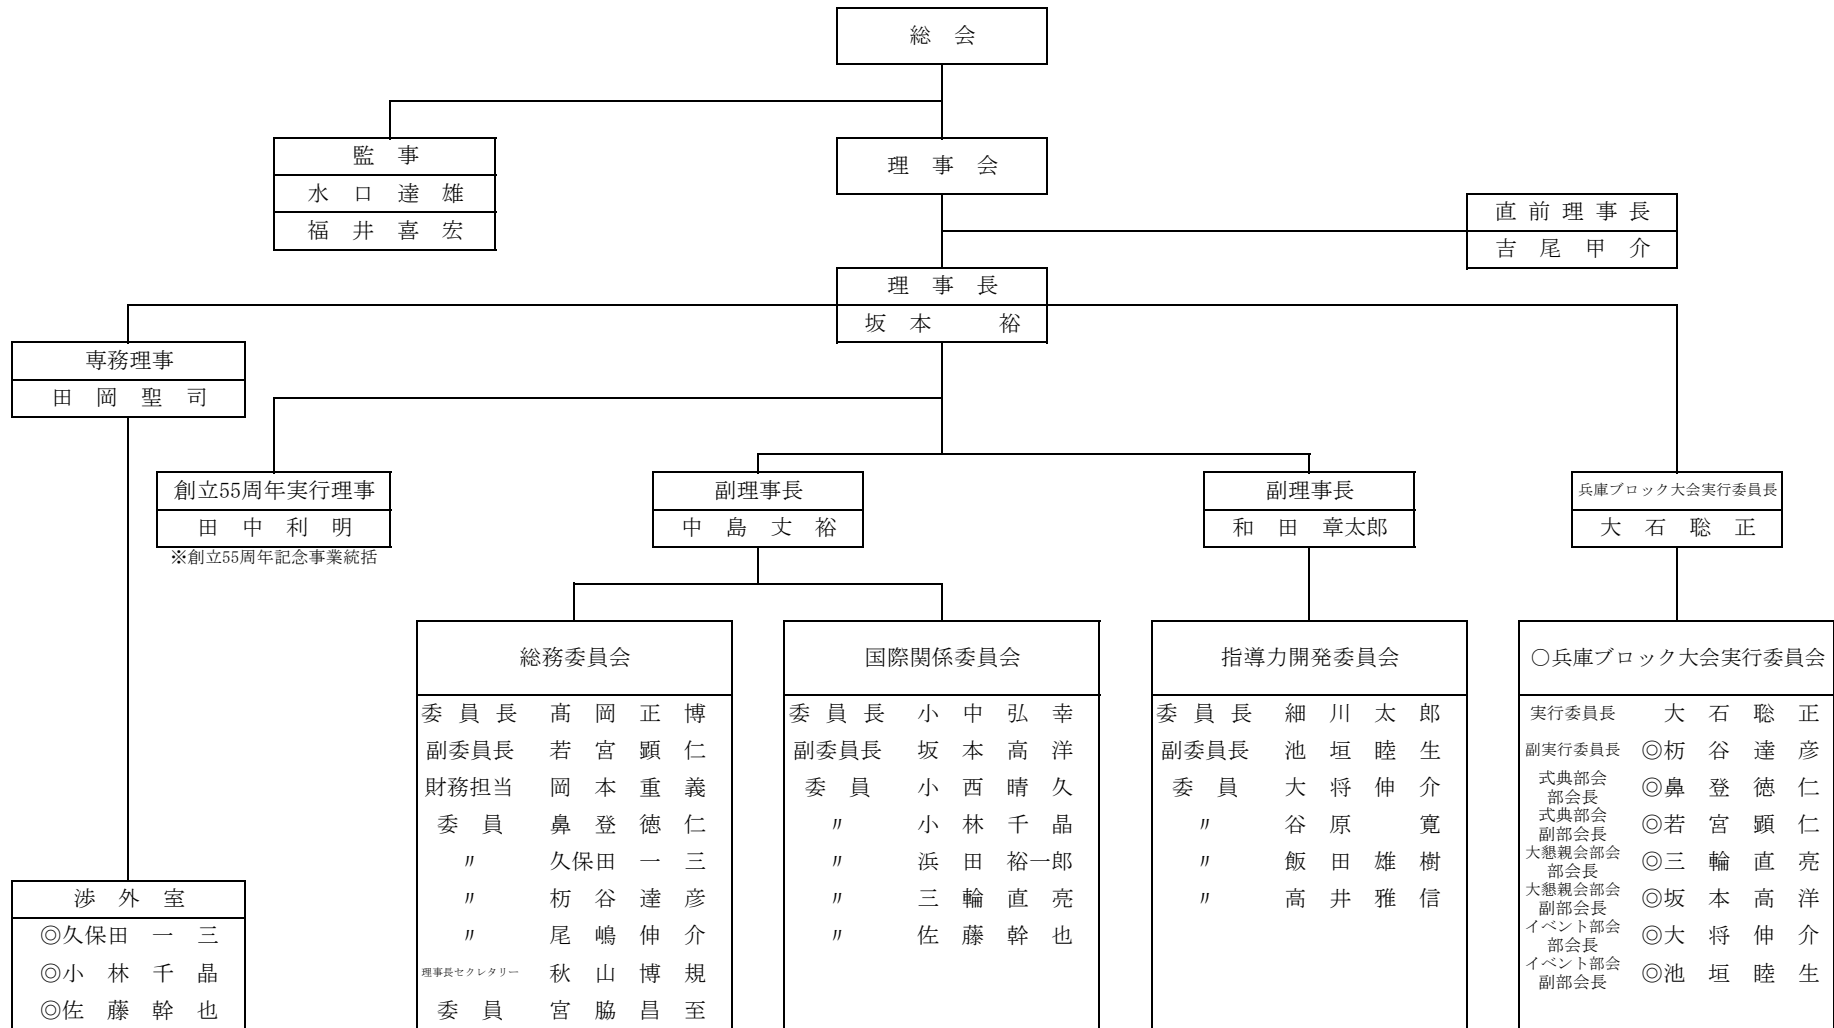 総　会
監　事
水　口　達　雄
福　井　喜　宏
理　事　会
直 前 理 事 長
吉　尾　甲　介
理　事　長
坂　本　　　裕
専務理事
田　岡　聖　司
創立55周年実行理事
田　中　利　明
※創立55周年記念事業統括
副理事長
中　島　丈　裕
副理事長
和　田　章太郎
兵庫ブロック大会実行委員長
大　石　聡　正
渉　外　室
◎久保田　一　三
◎小　林　千　晶
◎佐　藤　幹　也
総務委員会
委　員　長　髙　岡　正　博
副委員長　若　宮　顕　仁
財務担当　岡　本　重　義
委　員　鼻　登　徳　仁
〃　久保田　一　三
〃　栃　谷　達　彦
〃　尾　嶋　伸　介
理事長セクレタリー　秋　山　博　規
委　員　宮　脇　昌　至
国際関係委員会
委　員　長　小　中　弘　幸
副委員長　坂　本　高　洋
委　員　小　西　晴　久
〃　小　林　千　晶
〃　浜　田　裕一郎
〃　三　輪　直　亮
〃　佐　藤　幹　也
指導力開発委員会
委　員　長　細　川　太　郎
副委員長　池　垣　睦　生
委　員　大　将　伸　介
〃　谷　原　　　寛
〃　飯　田　雄　樹
〃　高　井　雅　信
○兵庫ブロック大会実行委員会
実行委員長　大　石　聡　正
副実行委員長　◎栃　谷　達　彦
式典部会
部会長　◎鼻　登　徳　仁
式典部会
副部会長　◎若　宮　顕　仁
大懇親会部会
部会長　◎三　輪　直　亮
大懇親会部会
副部会長　◎坂　本　高　洋
イベント部会
部会長　◎大　将　伸　介
イベント部会
副部会長　◎池　垣　睦　生